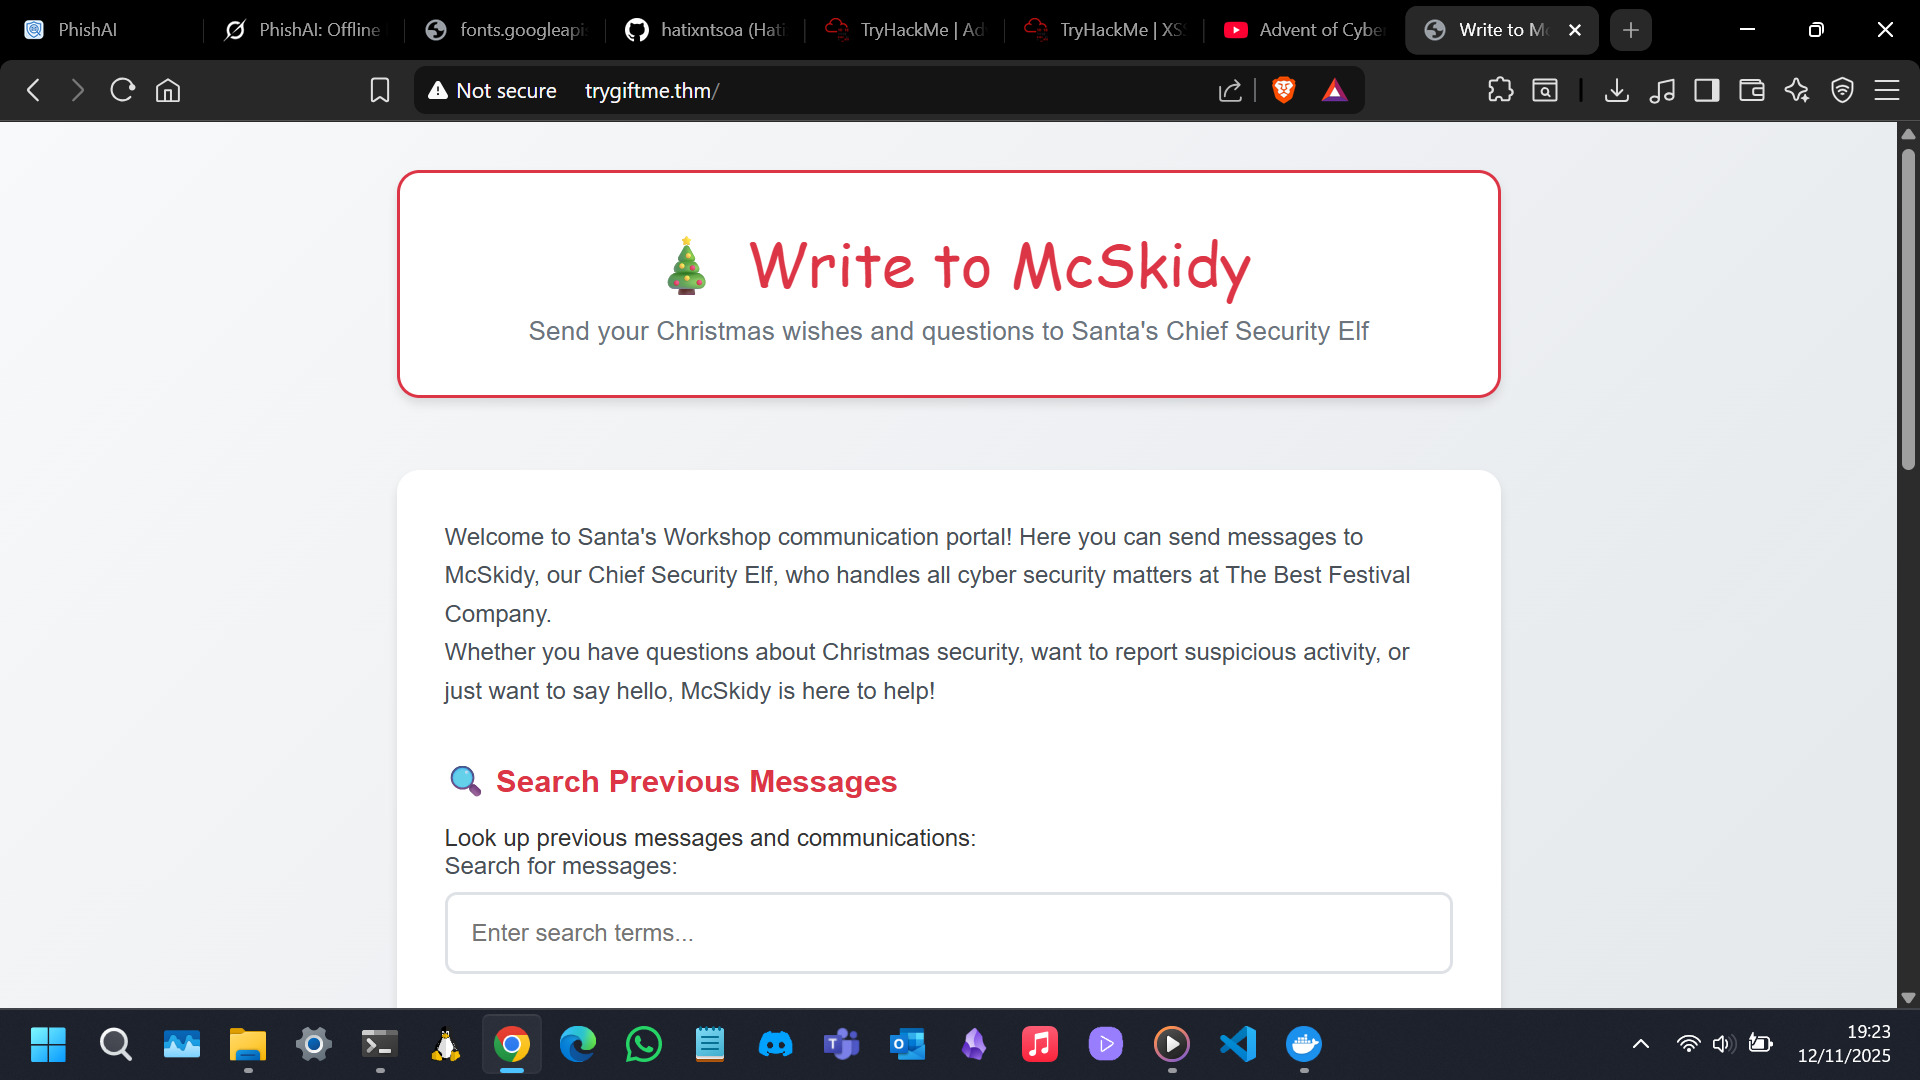 PhishAI
PhishAI: Offline
fonts.googleapis
hatixntsoa (Hati
TryHackMe | Ad
TryHackMe | XSS
Advent of Cyber
Write to Mc
Not secure
trygiftme.thm/
Write to McSkidy
Send your Christmas wishes and questions to Santa's Chief Security Elf
Welcome to Santa's Workshop communication portal! Here you can send messages to
McSkidy, our Chief Security Elf, who handles all cyber security matters at The Best Festival
Company.
Whether you have questions about Christmas security, want to report suspicious activity, or
just want to say hello, McSkidy is here to help!
Search Previous Messages
Look up previous messages and communications:
Search for messages:
Enter search terms...
19:23
12/11/2025